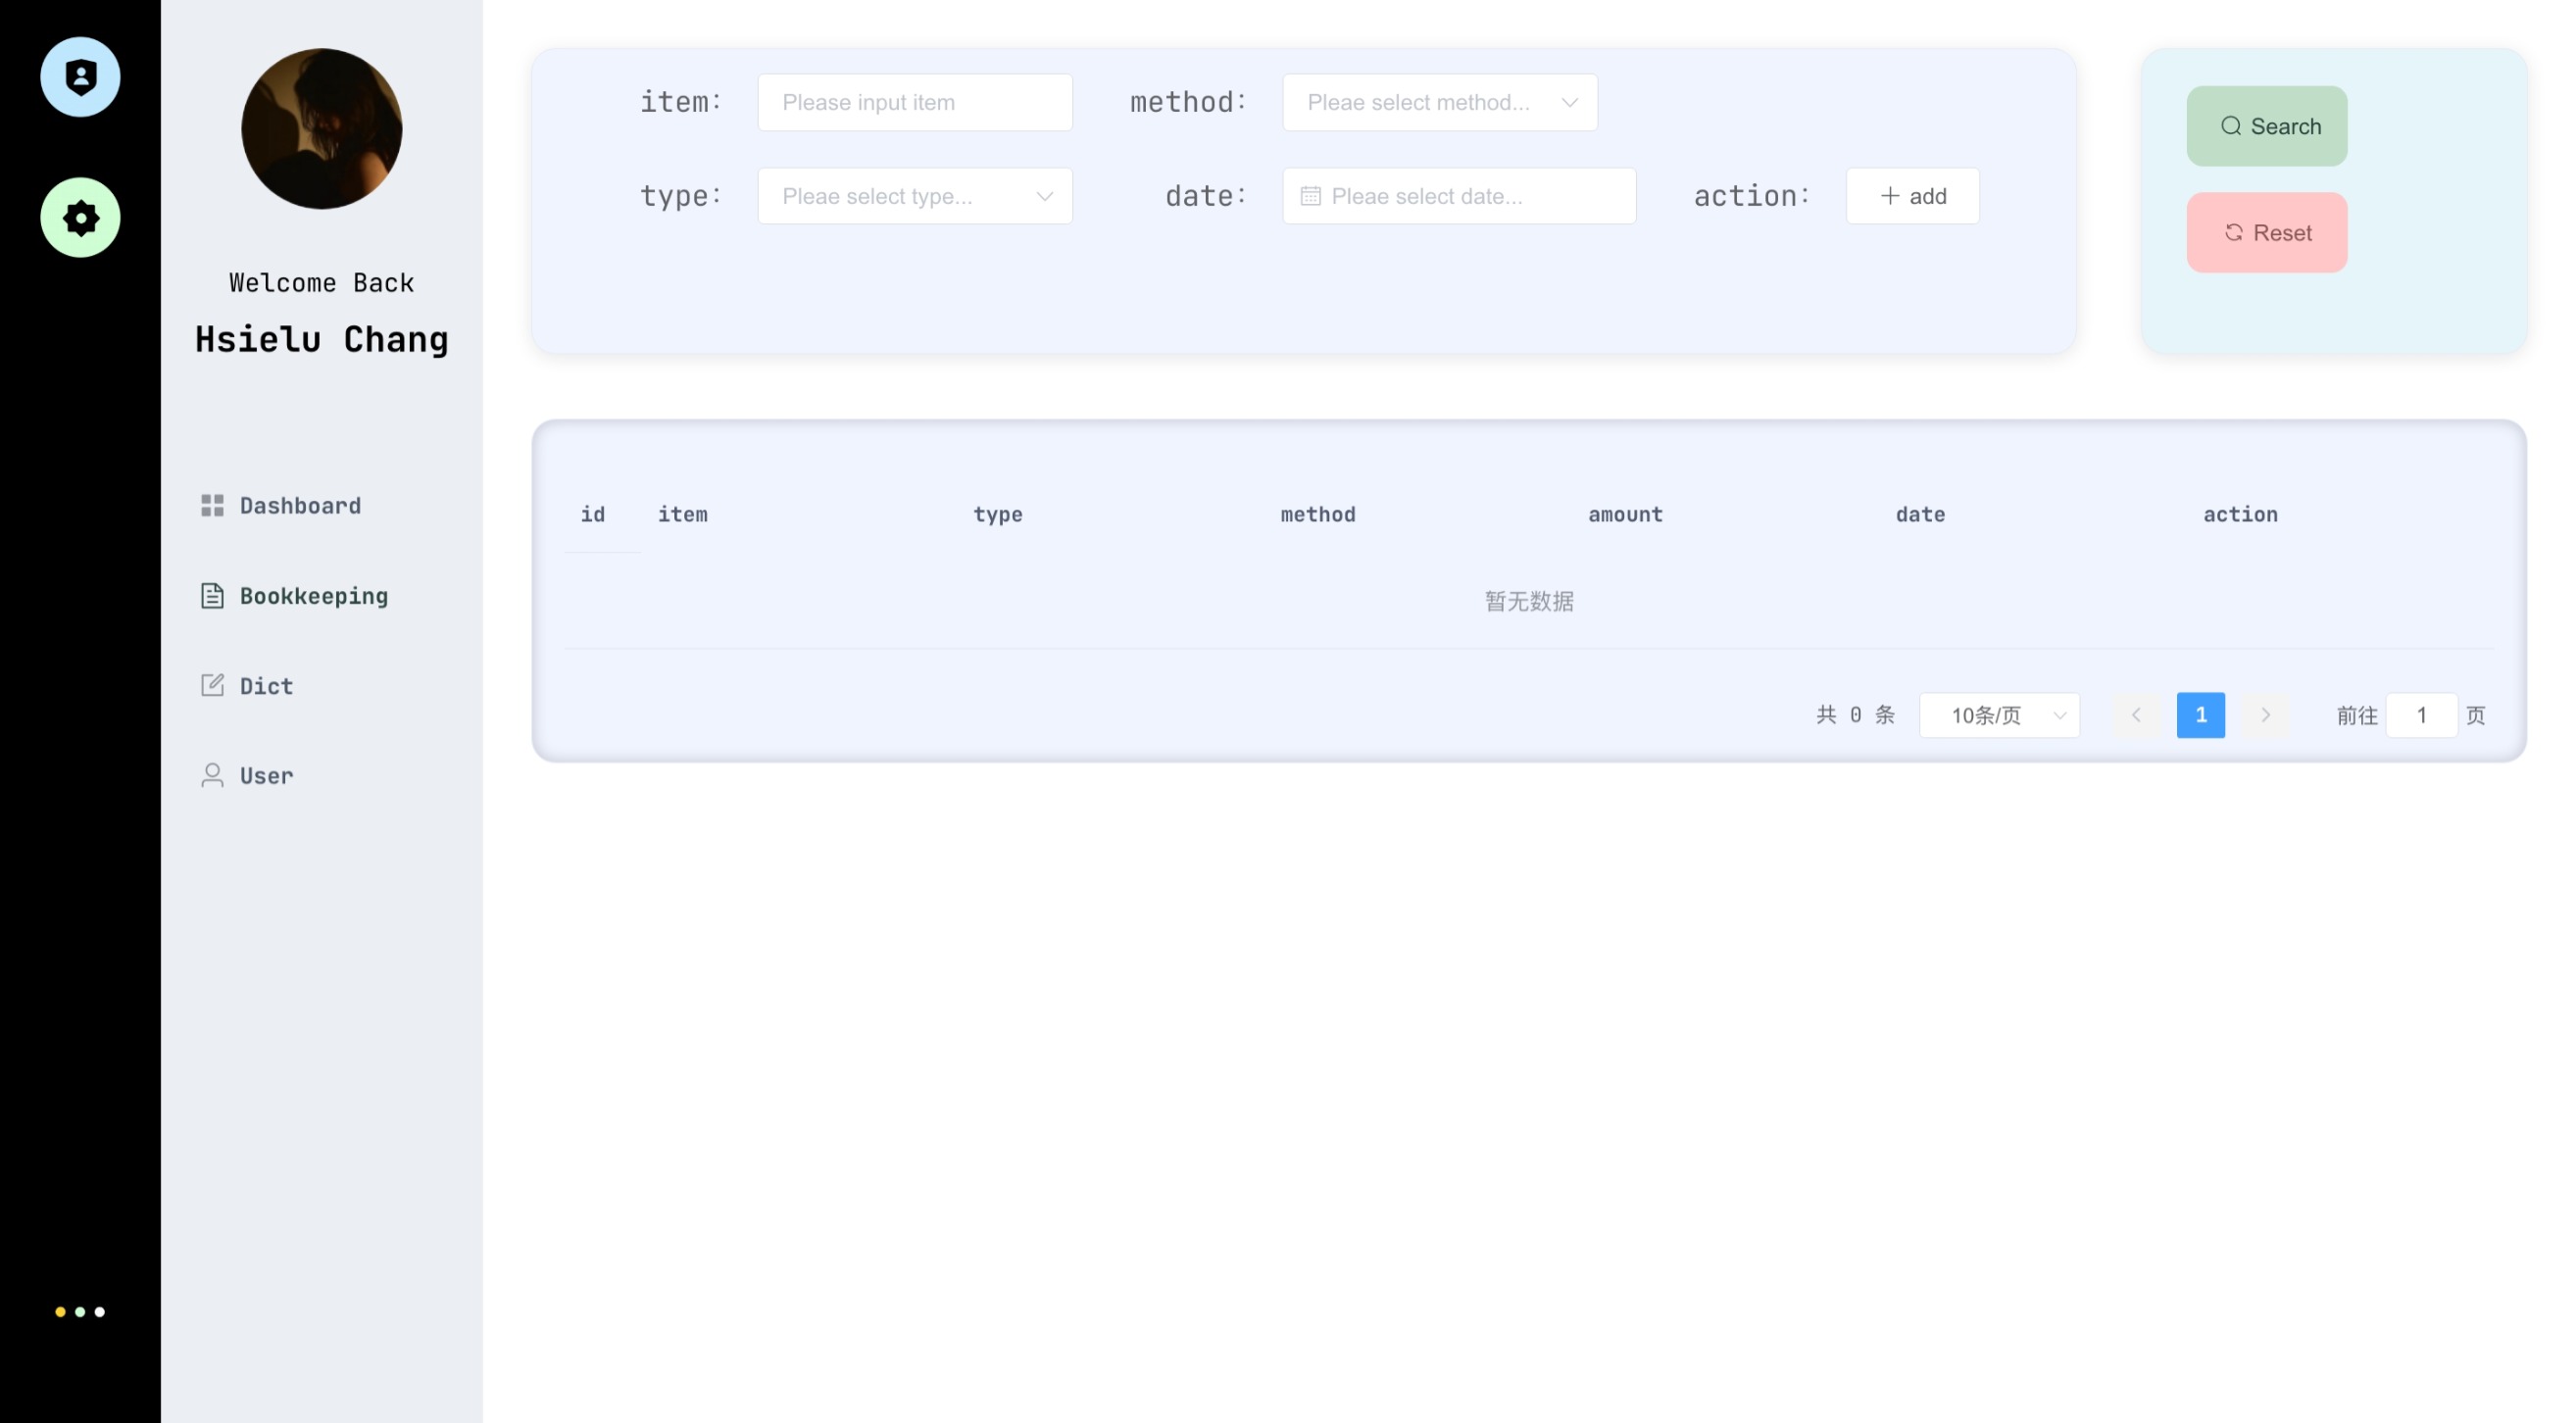 Welcome Back
Hsielu Chang
Dashboard
Bookkeeping
Dict
User
item: Please input item method: Pleae select method...
type: Pleae select type... date: Pleae select date... action: add
Search
Reset
id item type method amount date action
暂无数据
共 0 条 10条/页 1 前往 1 页